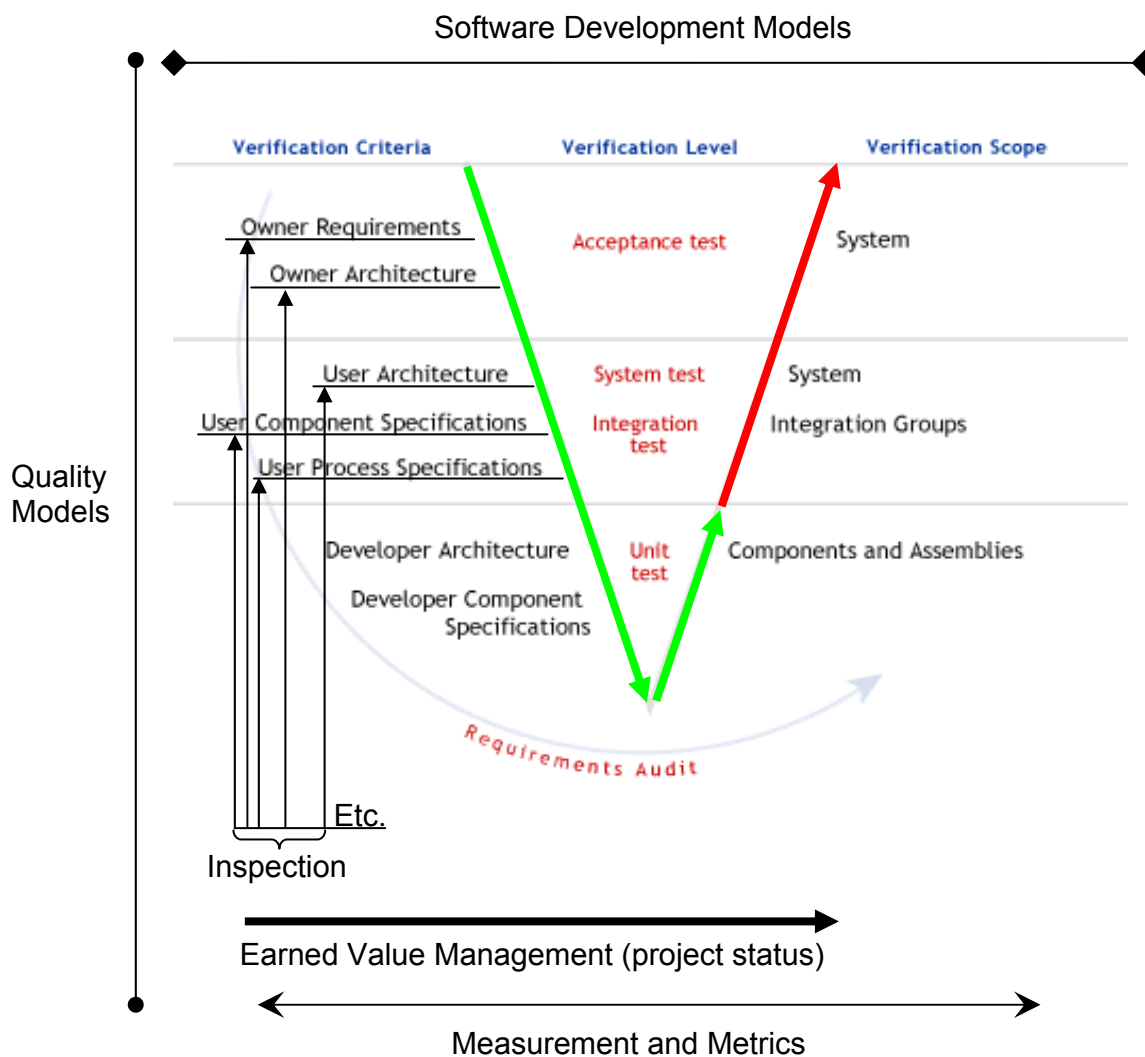 Software Development Models
Verification Criteria
Verification Level
Verification Scope
Owner Requirements
Acceptance test
System
Owner Architecture
User Architecture
System test
System
User Component Specifications
Integration
test
Integration Groups
User Process Specifications
Quality
Models
Developer Architecture
Unit
test
Components and Assemblies
Developer Component
Specifications
Requirements Audit
Etc.
Inspection
Earned Value Management (project status)
Measurement and Metrics